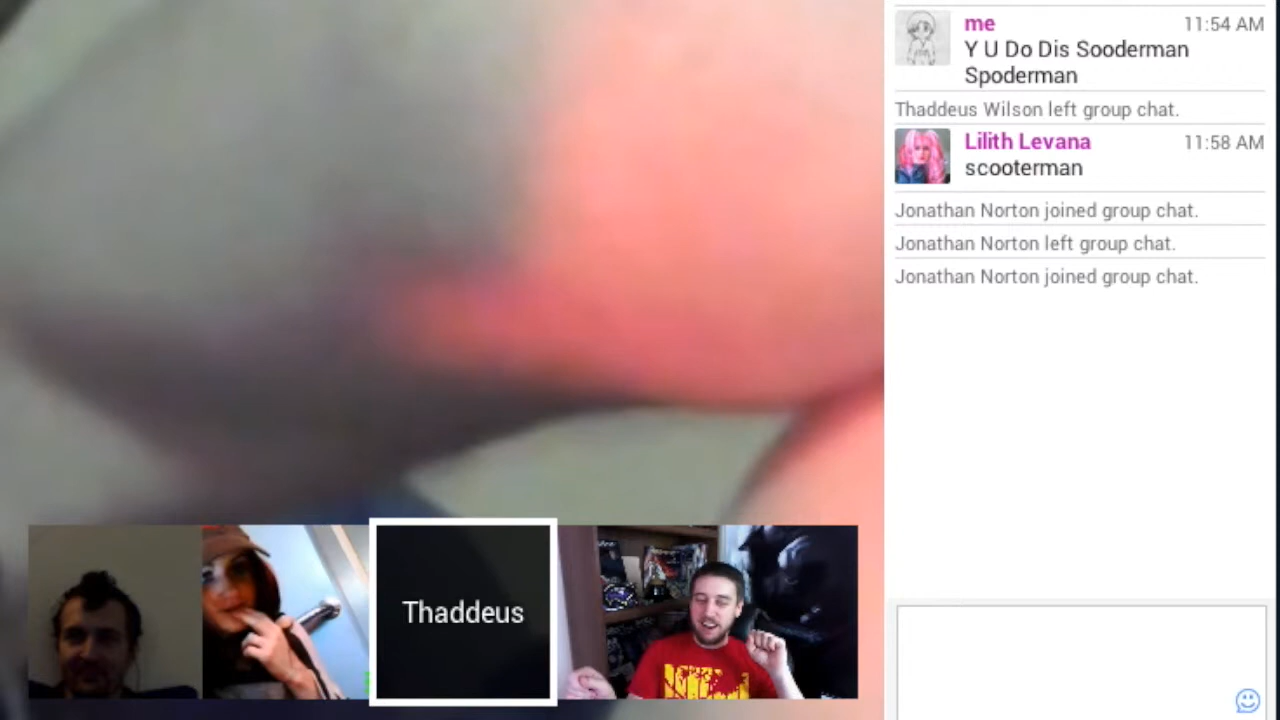 me 11:54 AM
Y U Do Dis Sooderman
Spoderman
Thaddeus Wilson left group chat.
Lilith Levana 11:58 AM
scooterman
Jonathan Norton joined group chat.
Jonathan Norton left group chat.
Jonathan Norton joined group chat.
Thaddeus